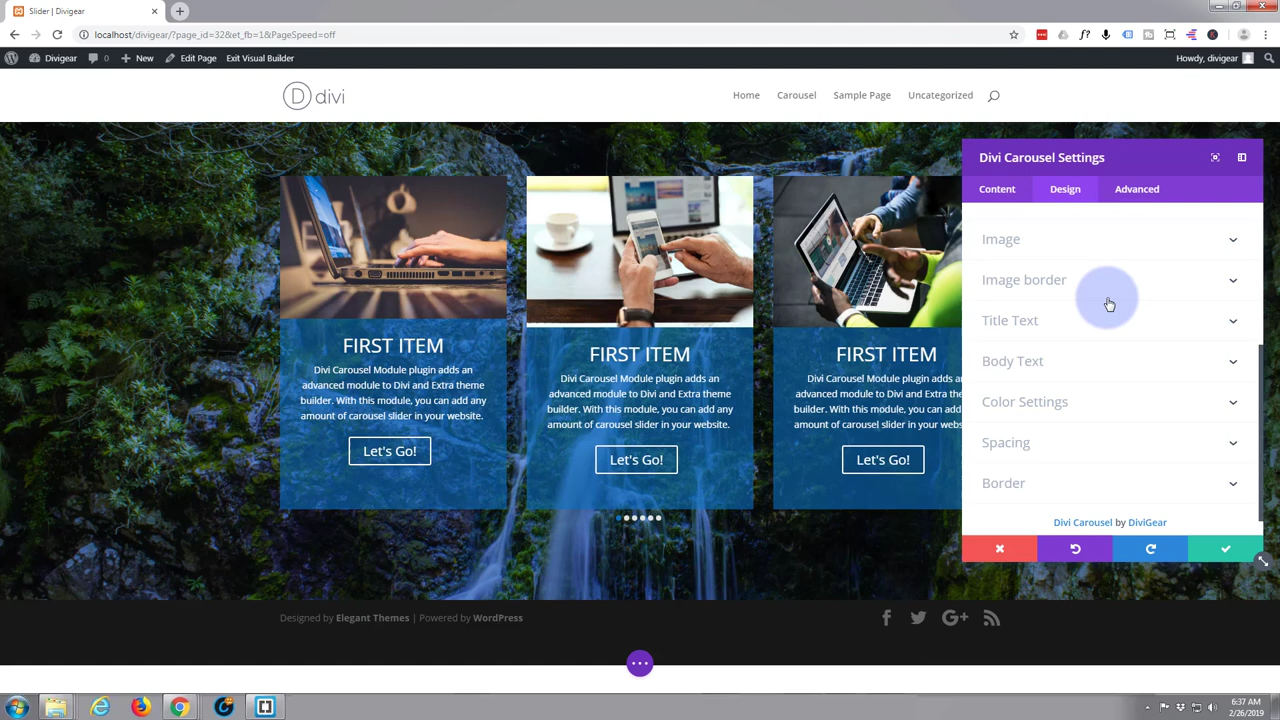 Slider | Divigear
localhost/divigear/?page_id=32&et_fb=1&PageSpeed=off
Divigear 0 New Edit Page Exit Visual Builder Howdy, divigear
D divi
Home Carousel Sample Page Uncategorized
Divi Carousel Settings
Content Design Advanced
Image
Image border
Title Text
Body Text
Color Settings
Spacing
Border
Divi Carousel by DiviGear
FIRST ITEM
Divi Carousel Module plugin adds an
advanced module to Divi and Extra theme
builder. With this module, you can add any
amount of carousel slider in your website.
Let's Go!
FIRST ITEM
Divi Carousel Module plugin adds an
advanced module to Divi and Extra theme
builder. With this module, you can add any
amount of carousel slider in your website.
Let's Go!
FIRST ITEM
Divi Carousel Module plugin adds an
advanced module to Divi and Extra them
builder. With this module, you can add a
amount of carousel slider in your websit
Let's Go!
Designed by Elegant Themes | Powered by WordPress
6:37 AM
2/26/2019